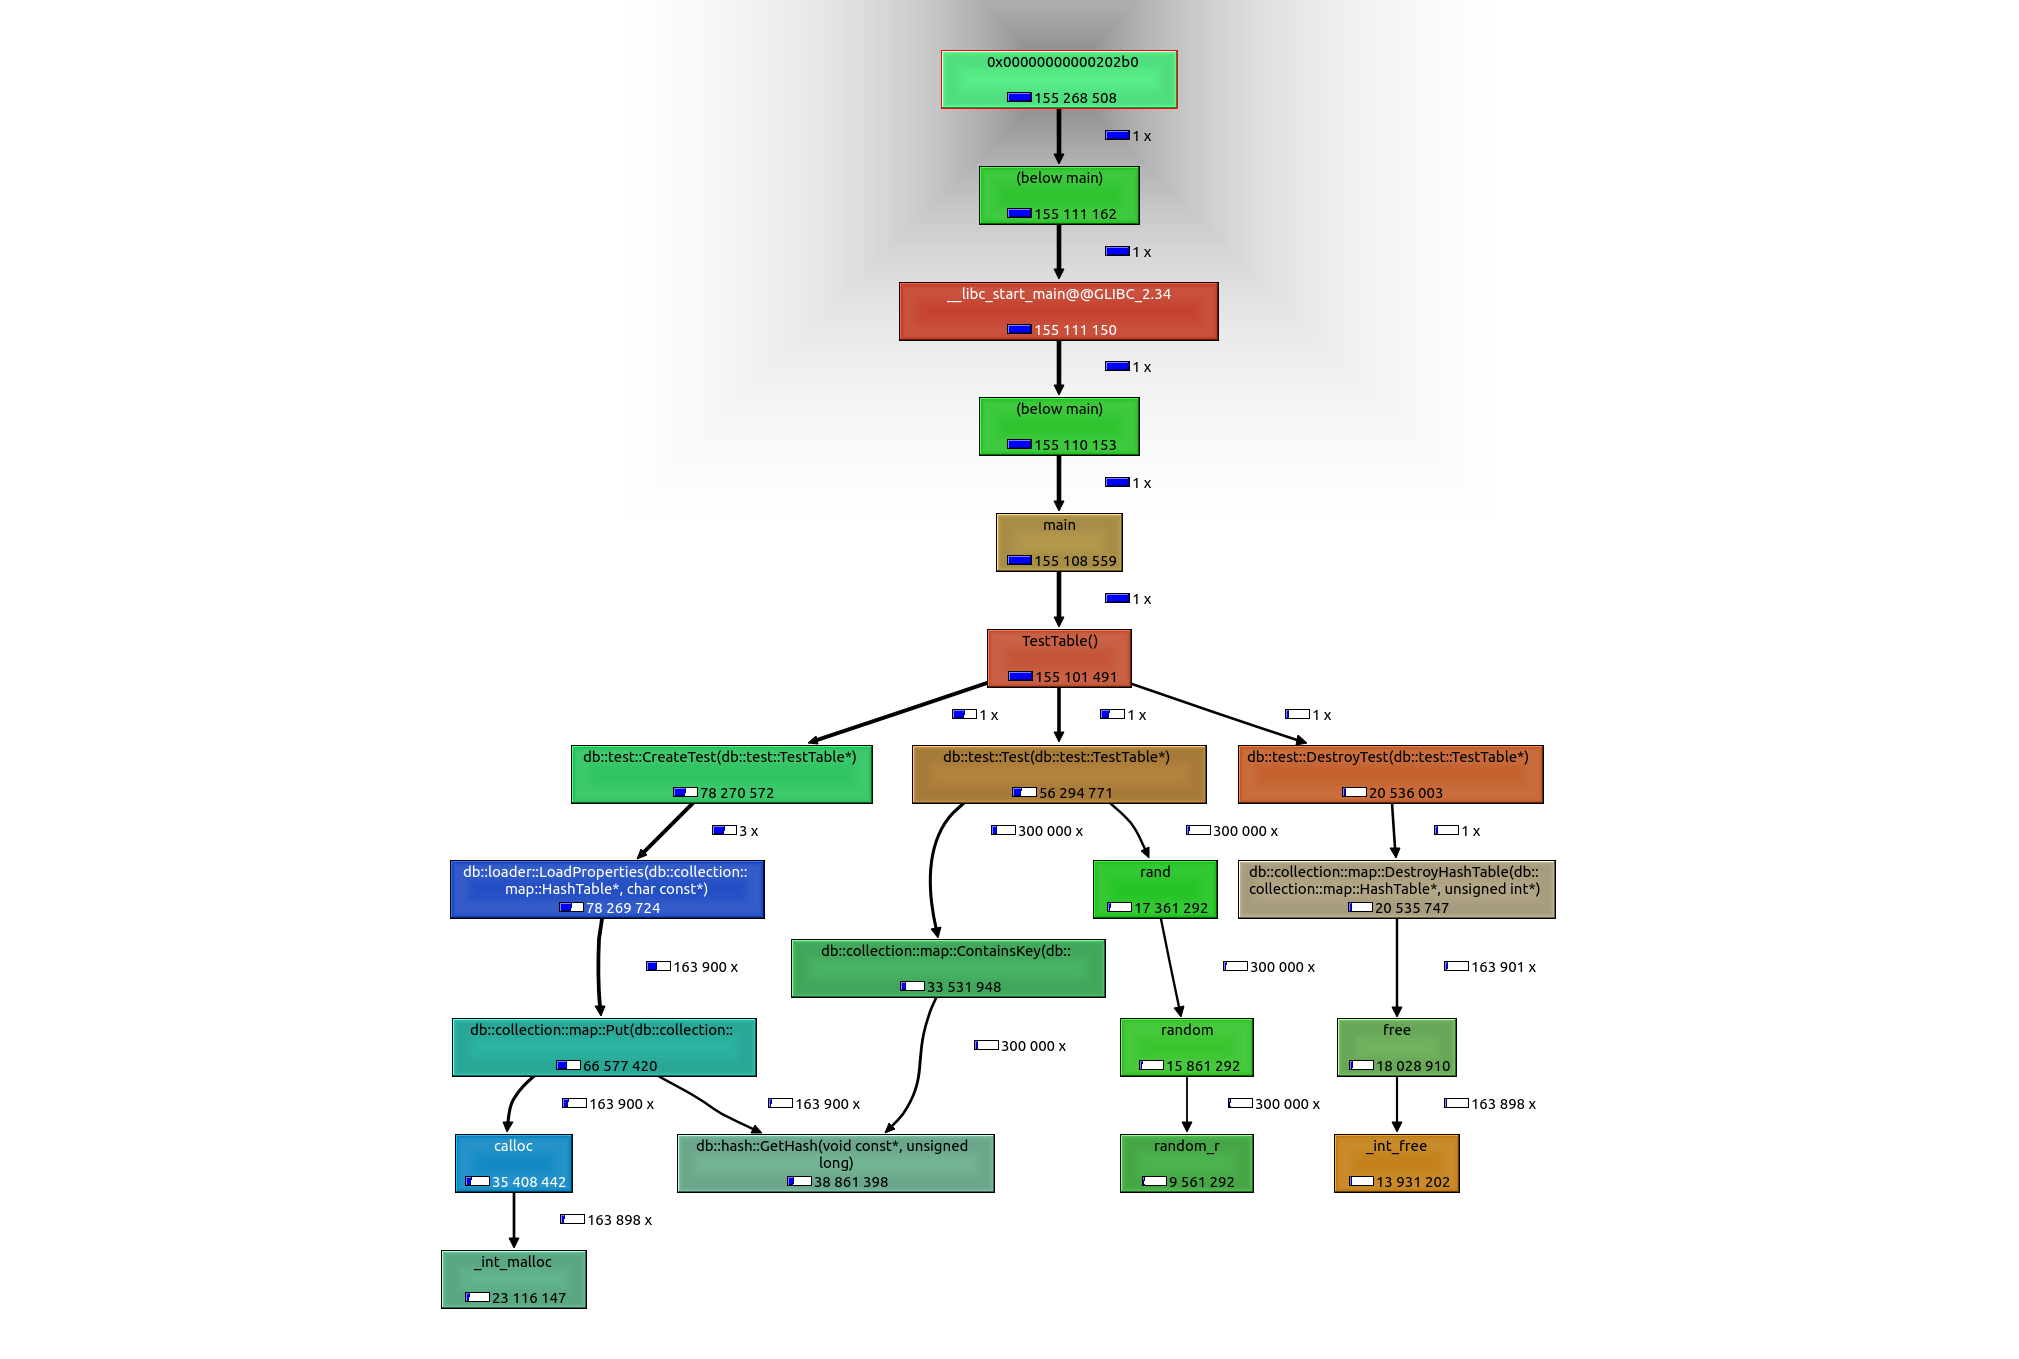 0x00000000000202b0
155 268 508
1 x
(below main)
155 111 162
1 x
__libc_start_main@@GLIBC_2.34
155 111 150
1 x
(below main)
155 110 153
1 x
main
155 108 559
1 x
TestTable()
155 101 491
1 x
1 x
1 x
db::test::CreateTest(db::test::TestTable*)
78 270 572
db::test::Test(db::test::TestTable*)
56 294 771
db::test::DestroyTest(db::test::TestTable*)
20 536 003
3 x
300 000 x
300 000 x
1 x
db::loader::LoadProperties(db::collection::
map::HashTable*, char const*)
78 269 724
rand
17 361 292
db::collection::map::DestroyHashTable(db::
collection::map::HashTable*, unsigned int*)
20 535 747
163 900 x
db::collection::map::ContainsKey(db::
33 531 948
300 000 x
163 901 x
db::collection::map::Put(db::collection::
66 577 420
300 000 x
random
15 861 292
free
18 028 910
163 900 x
163 900 x
300 000 x
163 898 x
calloc
35 408 442
db::hash::GetHash(void const*, unsigned
long)
38 861 398
random_r
9 561 292
_int_free
13 931 202
163 898 x
_int_malloc
23 116 147